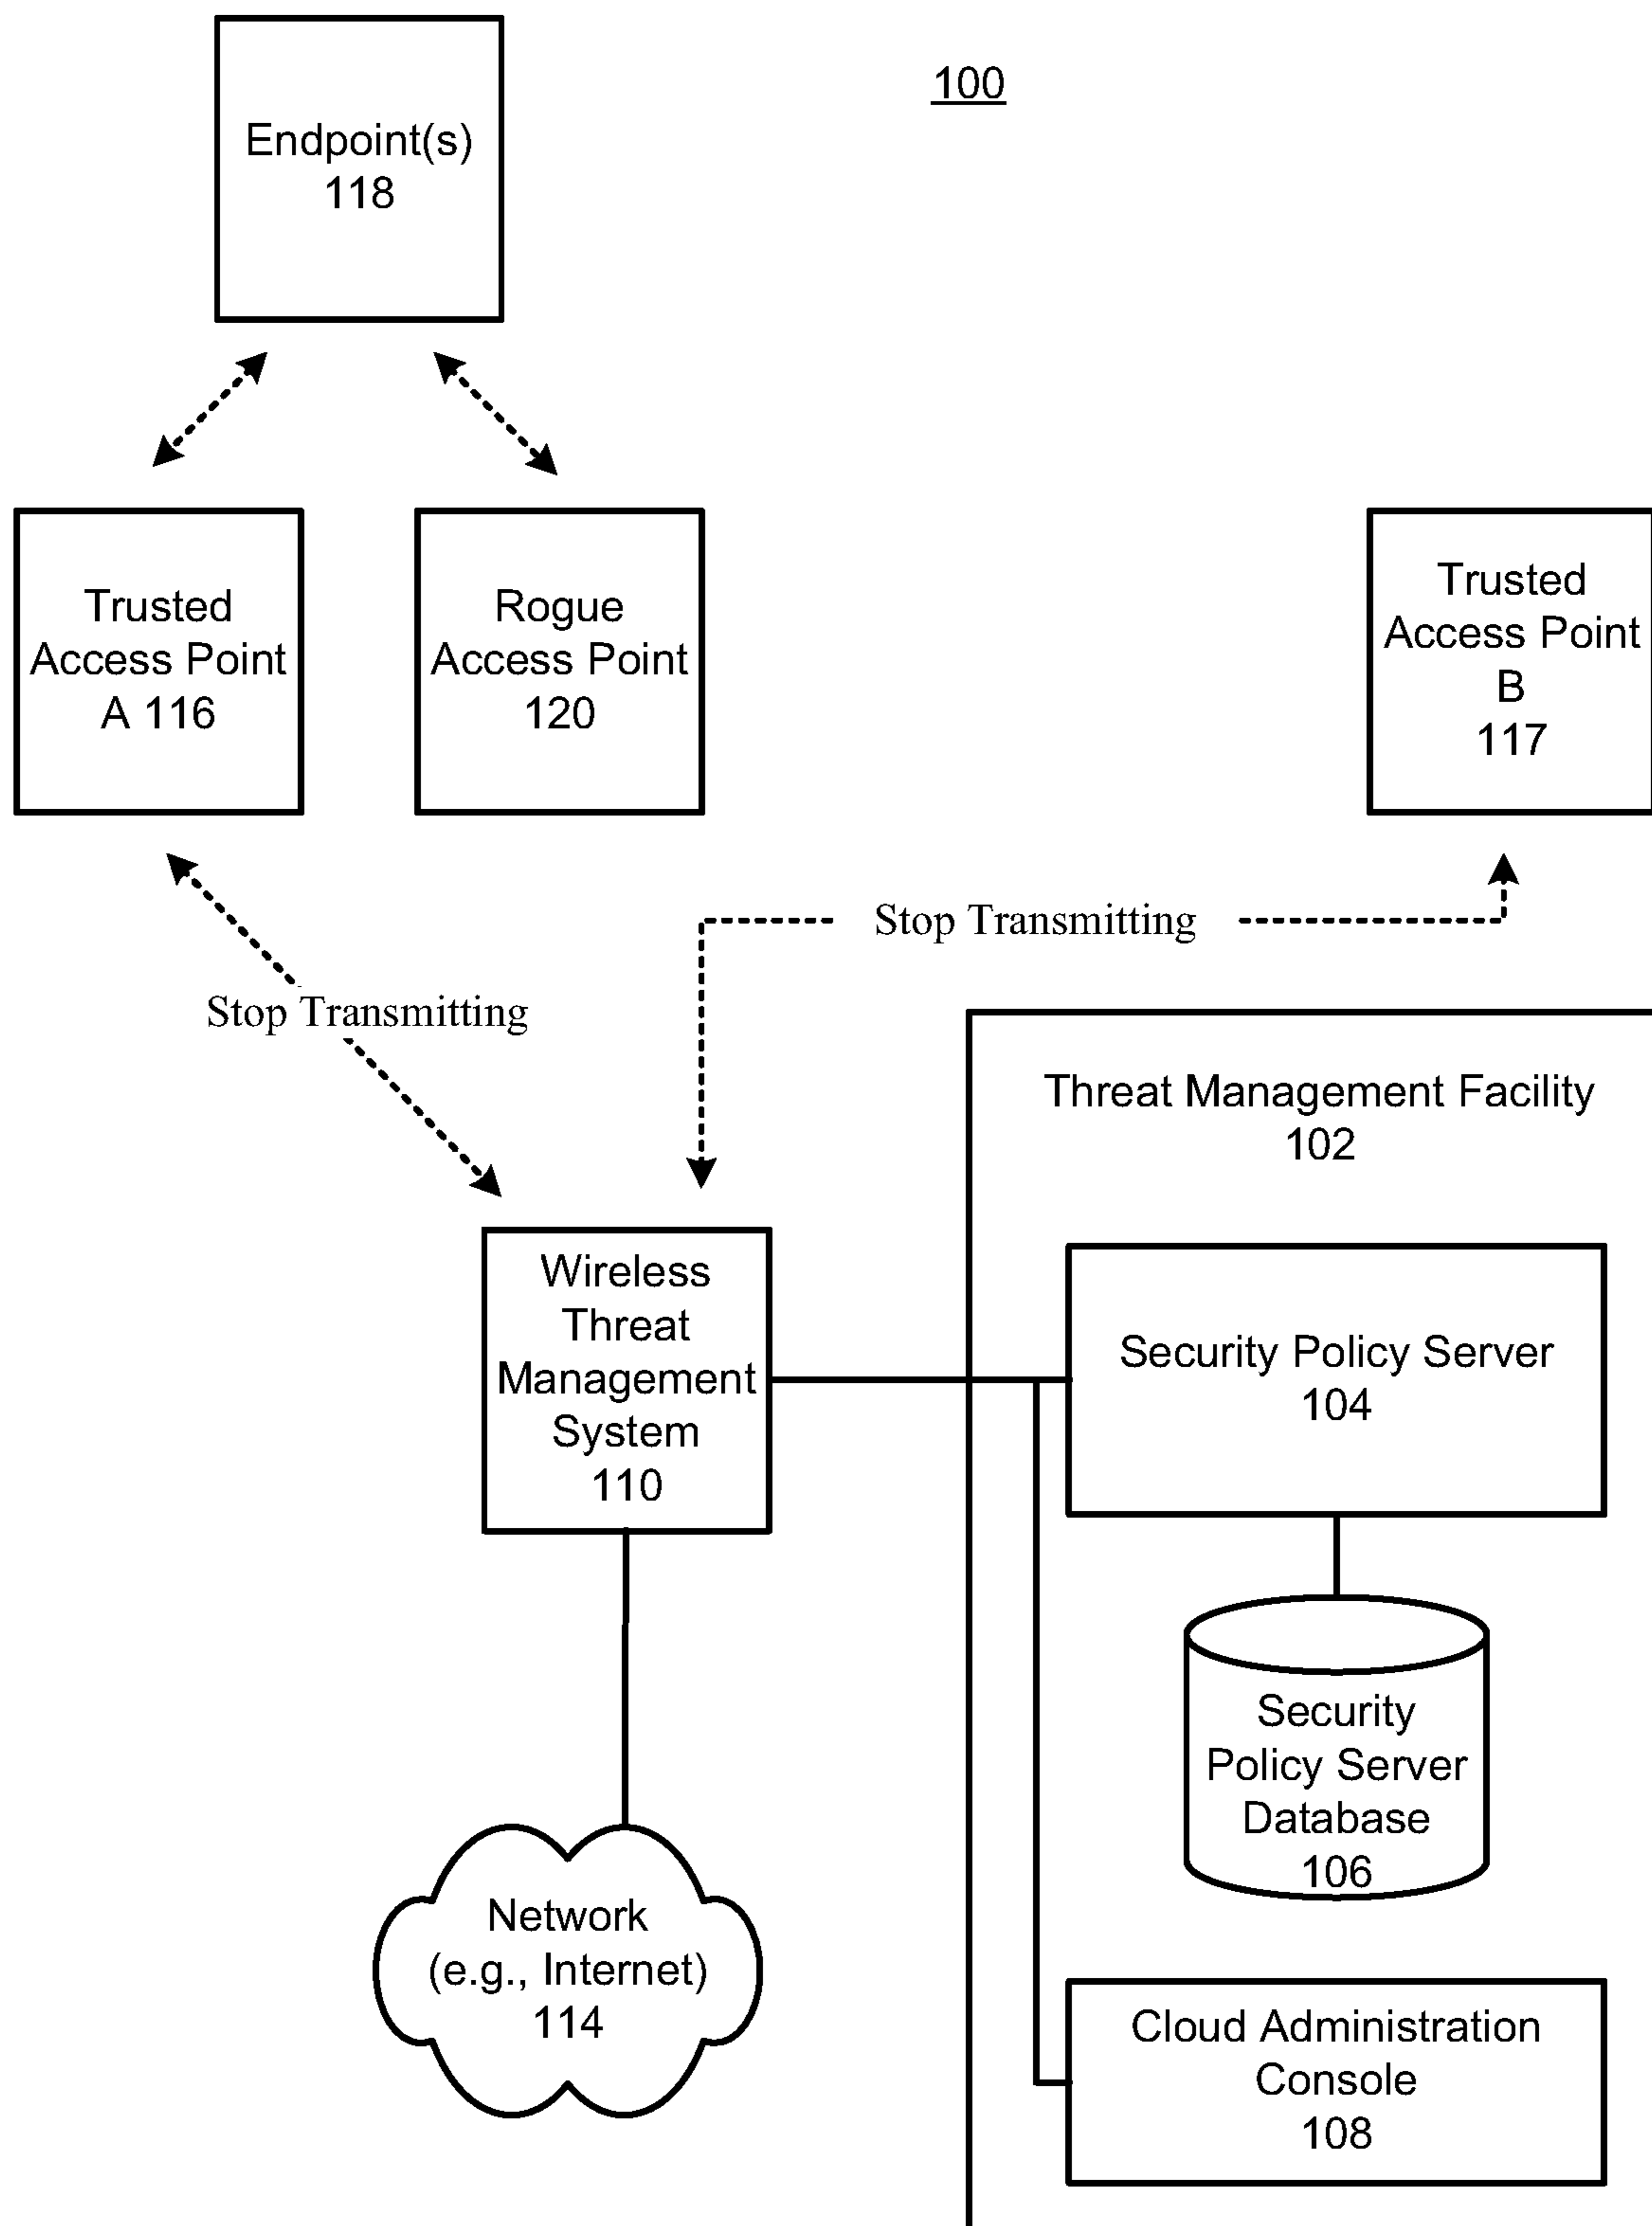 100
Endpoint(s)
118
Trusted
Access Point
A 116
Rogue
Access Point
120
Trusted
Access Point
B
117
Stop Transmitting
Stop Transmitting
Threat Management Facility
102
Wireless
Threat
Management
System
110
Security Policy Server
104
Security
Policy Server
Database
106
Network
(e.g., Internet)
114
Cloud Administration
Console
108